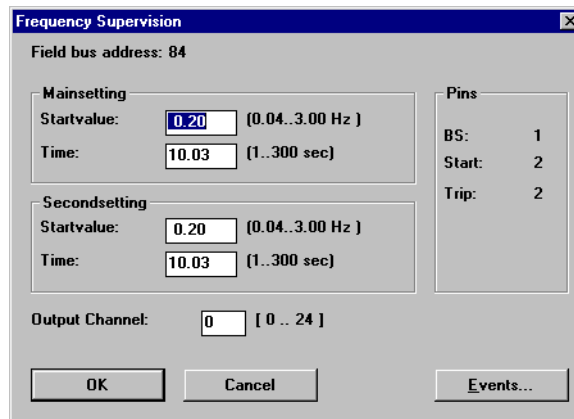 Frequency Supervision
Field bus address: 84
Mainsetting
Startvalue: 0.20 (0.04..3.00 Hz )
Time: 10.03 (1..300 sec)
Secondsetting
Startvalue: 0.20 (0.04..3.00 Hz )
Time: 10.03 (1..300 sec)
Pins
BS: 1
Start: 2
Trip: 2
Output Channel: 0 [ 0 .. 24 ]
OK
Cancel
Events...